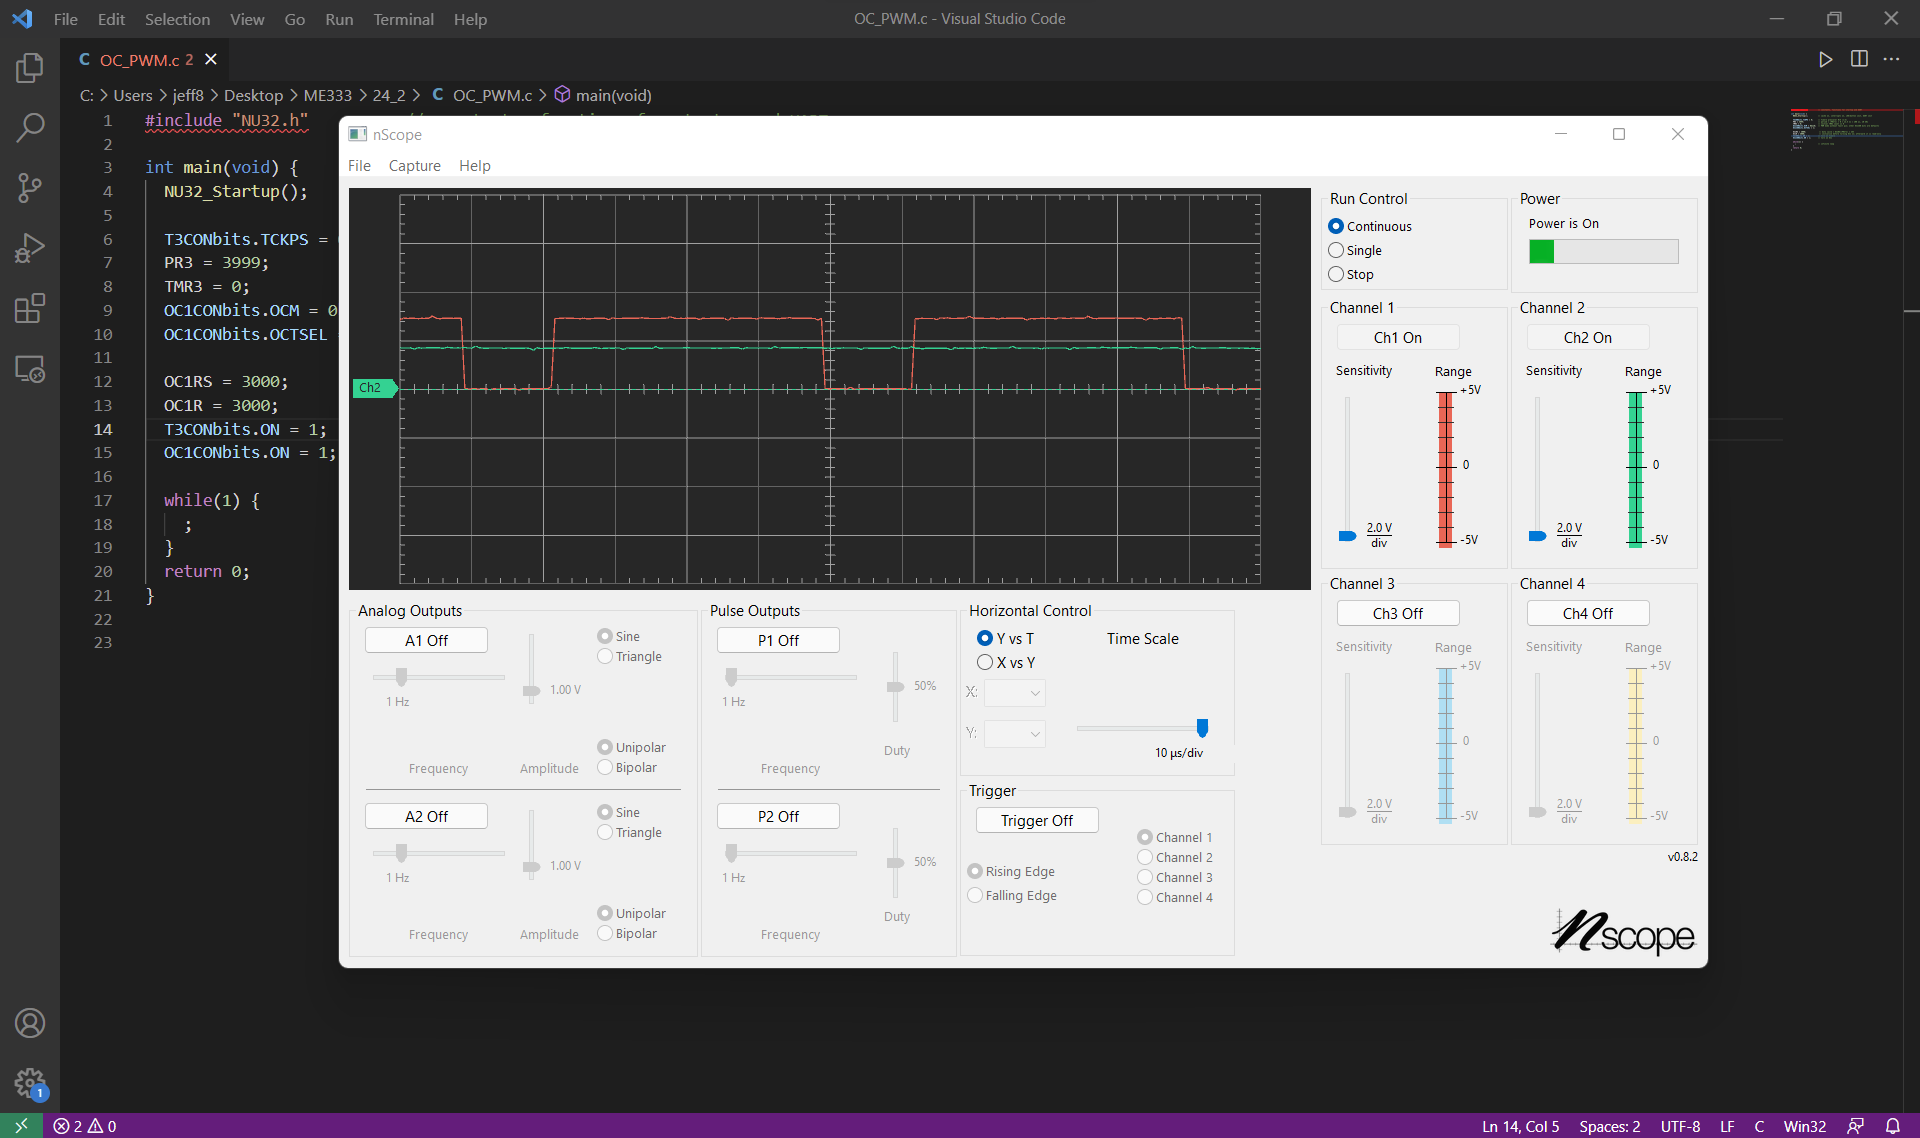 File Edit Selection View Go Run Terminal Help
OC_PWM.c - Visual Studio Code
C OC_PWM.c 2
C: > Users > jeff8 > Desktop > ME333 > 24_2 > C OC_PWM.c > main(void)
1 #include "NU32.h"
2
3 int main(void) {
4 NU32_Startup();
5
6 T3CONbits.TCKPS =
7 PR3 = 3999;
8 TMR3 = 0;
9 OC1CONbits.OCM = 0
10 OC1CONbits.OCTSEL
11
12 OC1RS = 3000;
13 OC1R = 3000;
14 T3CONbits.ON = 1;
15 OC1CONbits.ON = 1;
16
17 while(1) {
18 ;
19 }
20 return 0;
21 }
22
23
nScope
File Capture Help
Ch2
Run Control
Continuous
Single
Stop
Power
Power is On
Channel 1
Ch1 On
Sensitivity
Range
+5V
0
-5V
2.0 V
div
Channel 2
Ch2 On
Sensitivity
Range
+5V
0
-5V
2.0 V
div
Channel 3
Ch3 Off
Sensitivity
Range
+5V
0
-5V
2.0 V
div
Channel 4
Ch4 Off
Sensitivity
Range
+5V
0
-5V
2.0 V
div
Analog Outputs
A1 Off
Sine
Triangle
1 Hz
1.00 V
Unipolar
Bipolar
Frequency
Amplitude
A2 Off
Sine
Triangle
1 Hz
1.00 V
Unipolar
Bipolar
Frequency
Amplitude
Pulse Outputs
P1 Off
1 Hz
50%
Duty
Frequency
P2 Off
1 Hz
50%
Duty
Frequency
Horizontal Control
Y vs T
X vs Y
Time Scale
X:
Y:
10 µs/div
Trigger
Trigger Off
Rising Edge
Falling Edge
Channel 1
Channel 2
Channel 3
Channel 4
v0.8.2
nscope
1
2 0
Ln 14, Col 5 Spaces: 2 UTF-8 LF C Win32